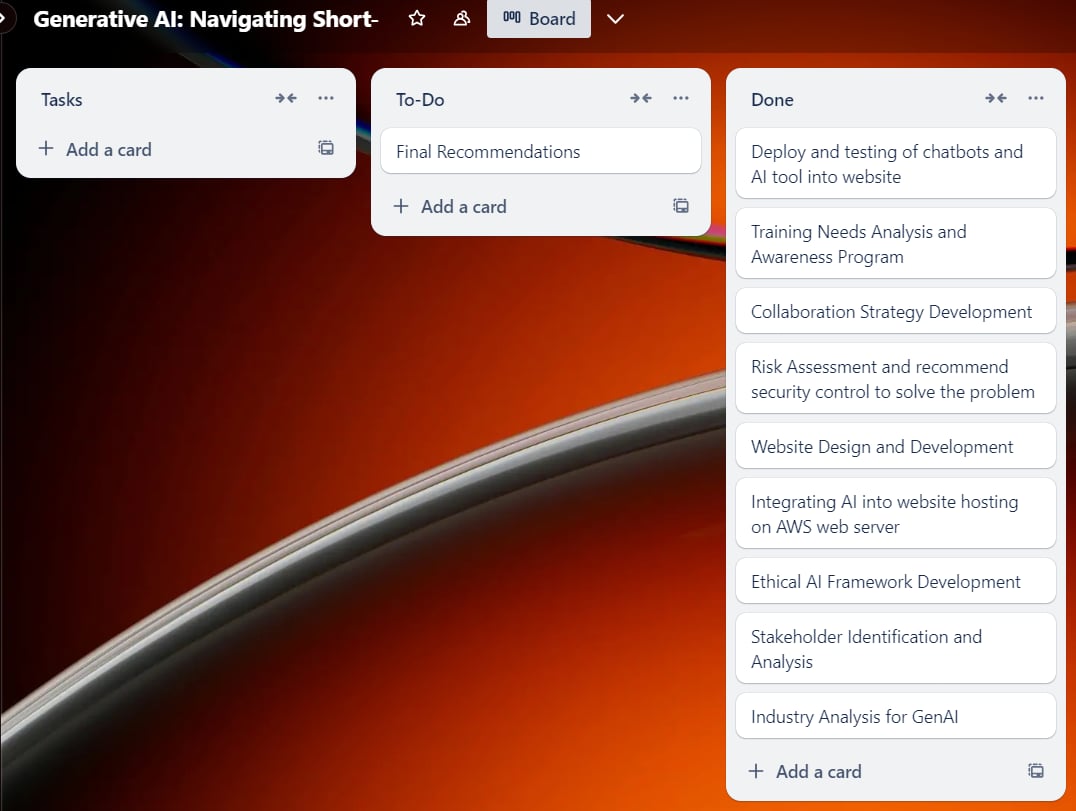 Generative AI: Navigating Short-
Board
Tasks
Add a card
To-Do
Final Recommendations
Add a card
Done
Deploy and testing of chatbots and
AI tool into website
Training Needs Analysis and
Awareness Program
Collaboration Strategy Development
Risk Assessment and recommend
security control to solve the problem
Website Design and Development
Integrating AI into website hosting
on AWS web server
Ethical AI Framework Development
Stakeholder Identification and
Analysis
Industry Analysis for GenAI
Add a card